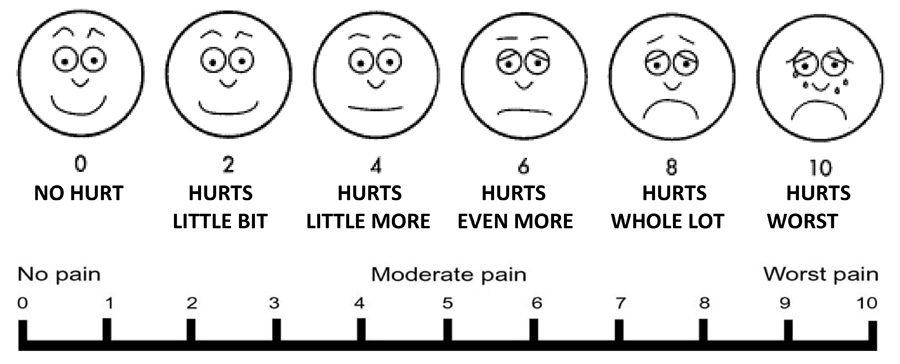 0 2 4 6 8 10
NO HURT HURTS HURTS HURTS HURTS HURTS
LITTLE BIT LITTLE MORE EVEN MORE WHOLE LOT WORST
No pain Moderate pain Worst pain
0 1 2 3 4 5 6 7 8 9 10